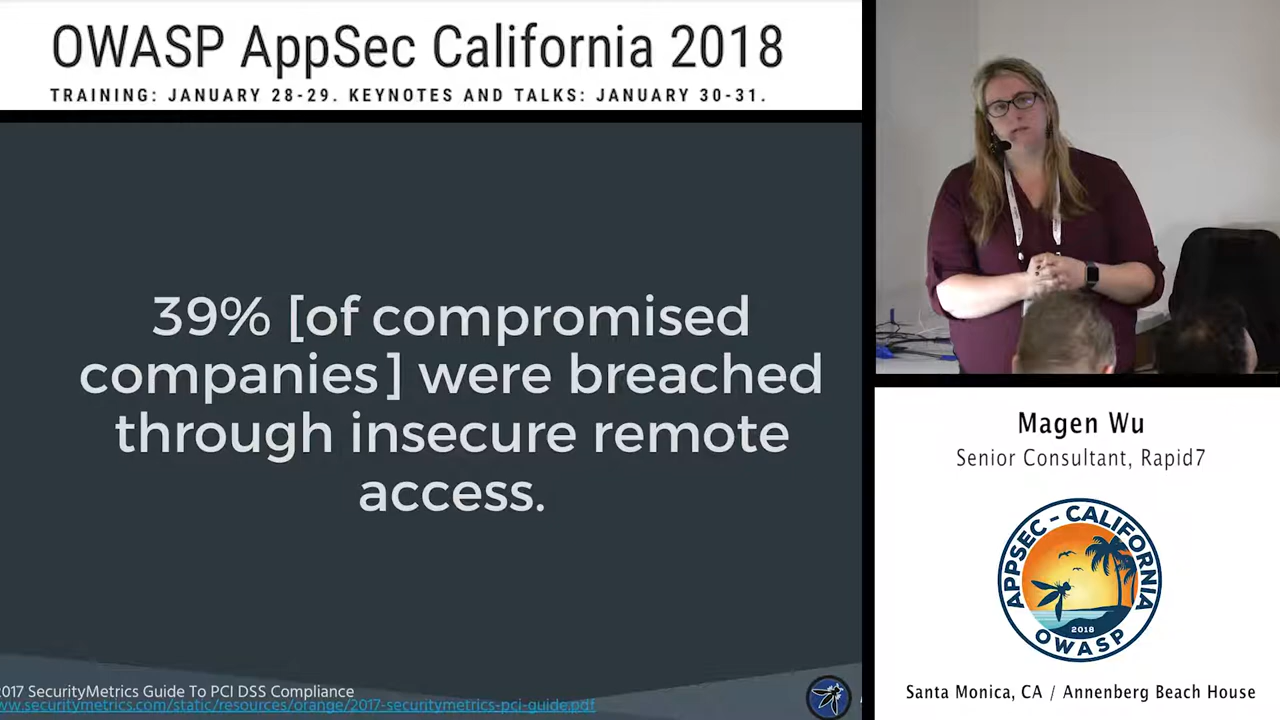 OWASP AppSec California 2018
TRAINING: JANUARY 28-29. KEYNOTES AND TALKS: JANUARY 30-31.
39% [of compromised
companies] were breached
through insecure remote
access.
2017 SecurityMetrics Guide To PCI DSS Compliance
www.securitymetrics.com/static/resources/orange/2017-securitymetrics-pci-guide.pdf
Magen Wu
Senior Consultant, Rapid7
APPSEC - CALIFORNIA
2018
OWASP
Santa Monica, CA / Annenberg Beach House